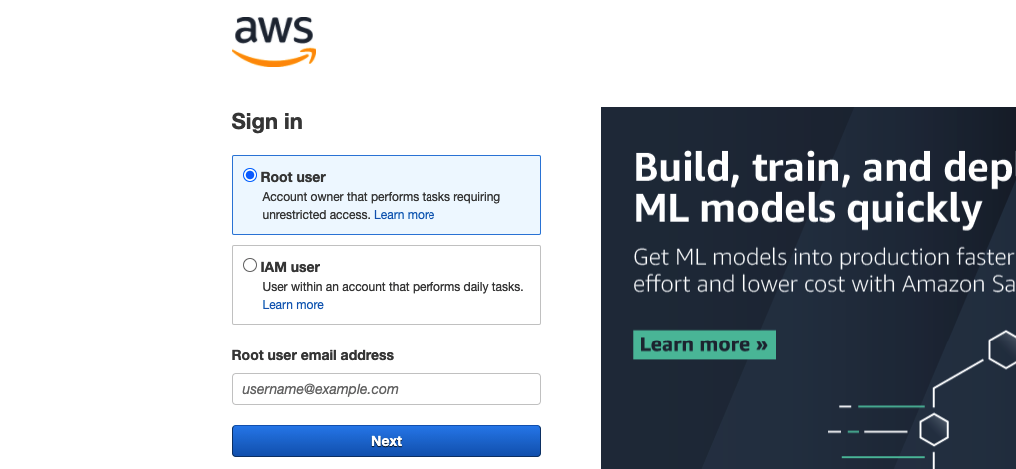 aws
Sign in
Root user
Account owner that performs tasks requiring
unrestricted access. Learn more
IAM user
User within an account that performs daily tasks.
Learn more
Root user email address
username@example.com
Next
Build, train, and dep
ML models quickly
Get ML models into production faster
effort and lower cost with Amazon Sa
Learn more »